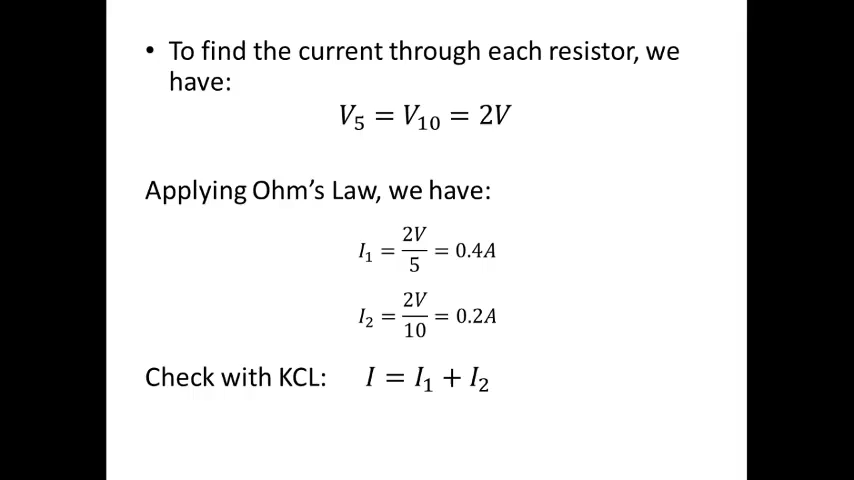 • To find the current through each resistor, we
have:
V₅ = V₁₀ = 2V
Applying Ohm's Law, we have:
I₁ = 2V/5 = 0.4A
I₂ = 2V/10 = 0.2A
Check with KCL: I = I₁ + I₂